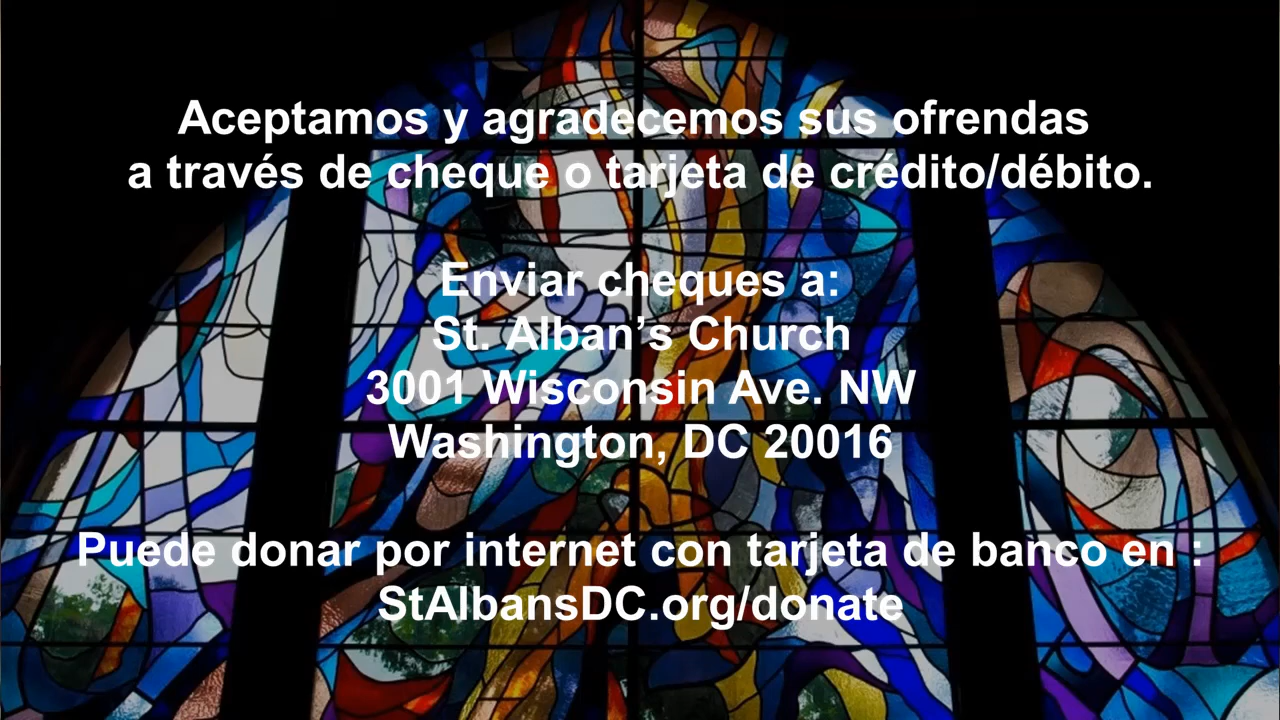 Aceptamos y agradecemos sus ofrendas
a través de cheque o tarjeta de crédito/débito.
Enviar cheques a:
St. Alban’s Church
3001 Wisconsin Ave. NW
Washington, DC 20016
Puede donar por internet con tarjeta de banco en :
StAlbansDC.org/donate